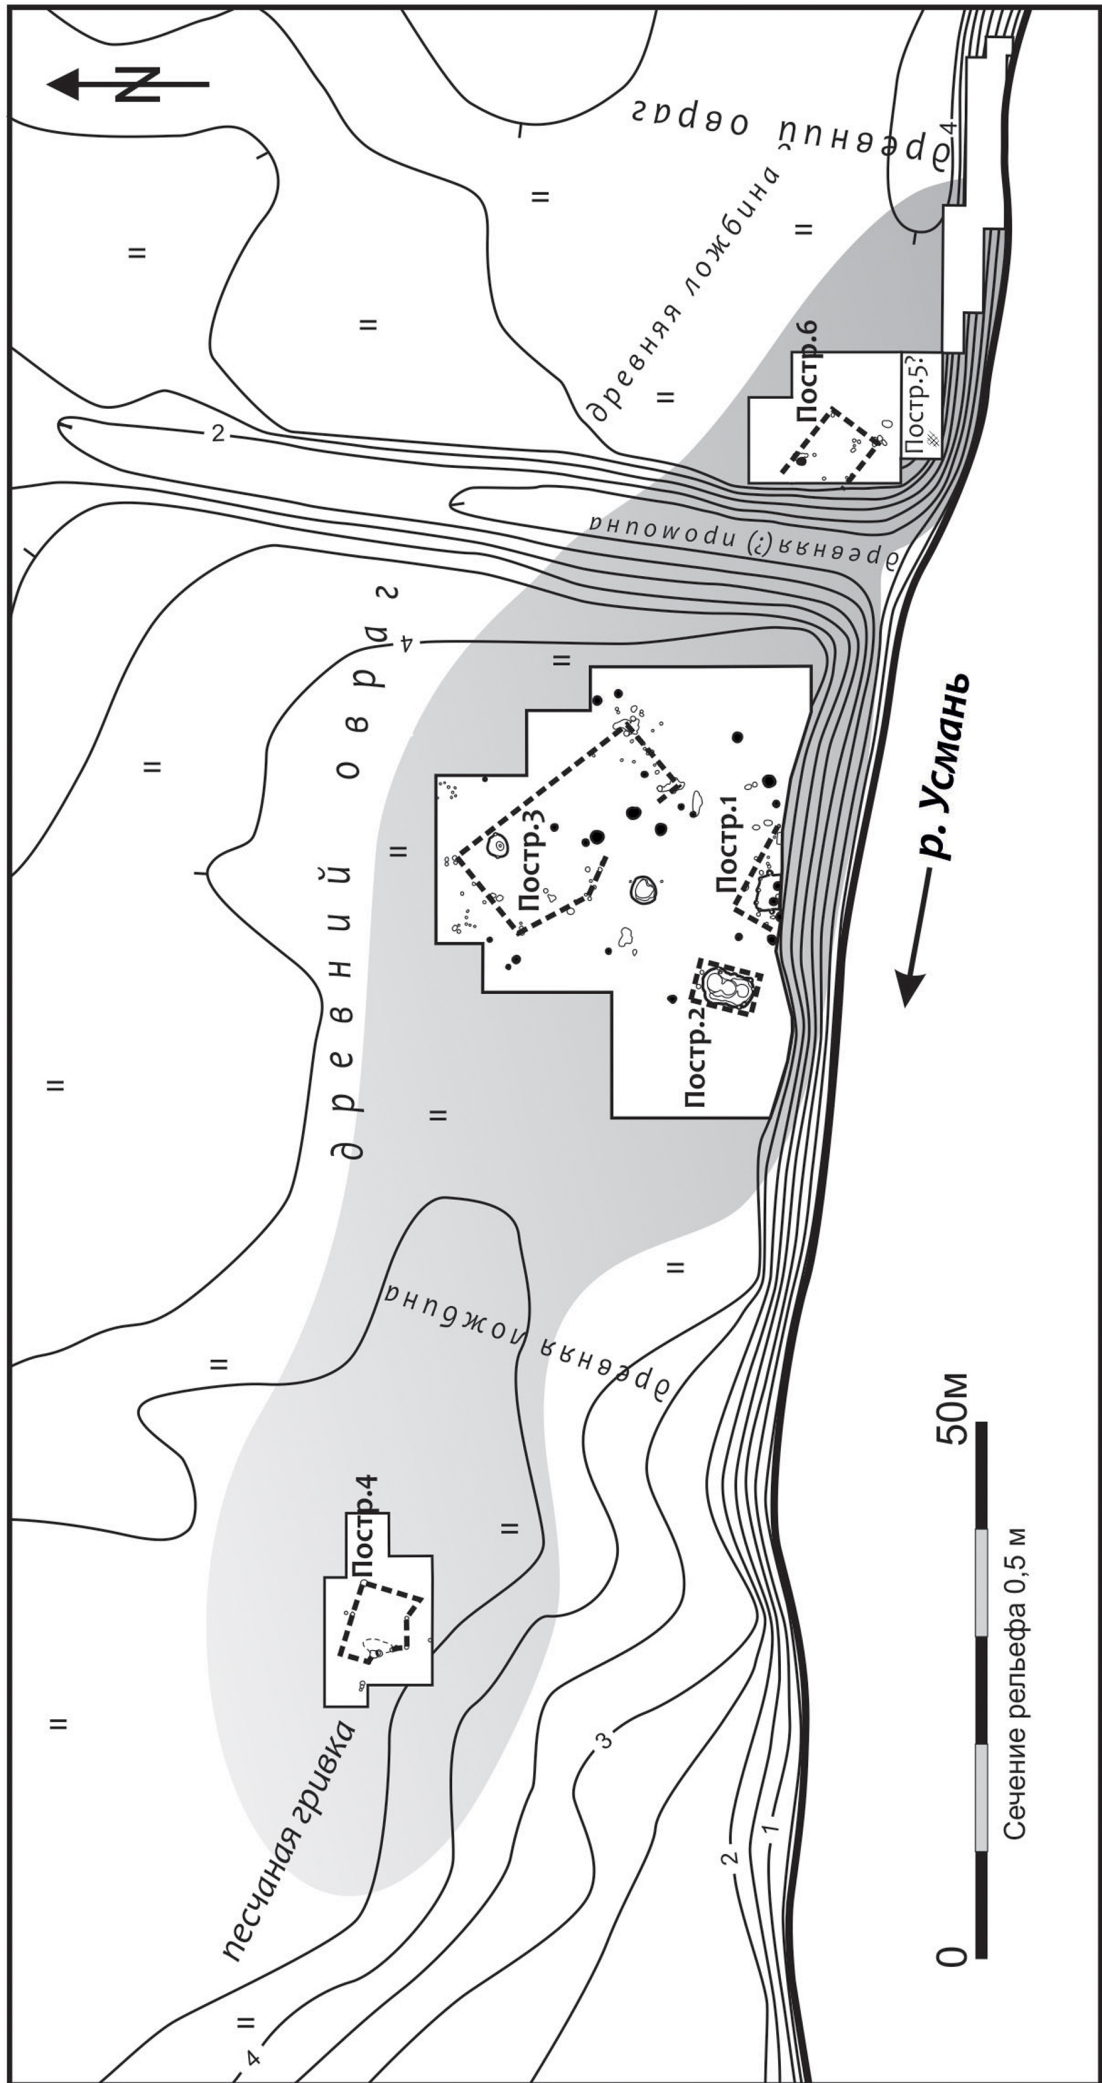 N
древний овраг
древняя ложбина
4
2
Постр.6
Постр.5?
древняя (?) промоина
древний овраг
4
Постр.3
Постр.1
Постр.2
р. Усмань
древняя ложбина
Постр.4
песчаная гривка
3
2
1
4
0
50м
Сечение рельефа 0,5 м